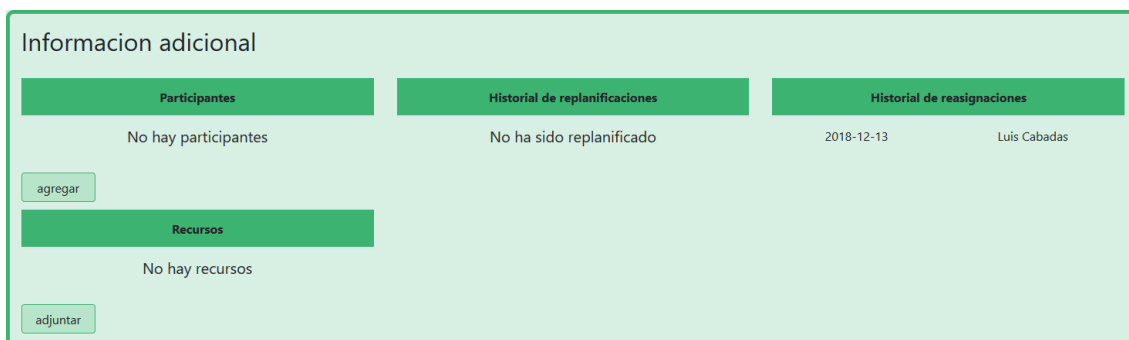 Informacion adicional
Participantes
No hay participantes
agregar
Historial de replanificaciones
No ha sido replanificado
Historial de reasignaciones
2018-12-13 Luis Cabadas
Recursos
No hay recursos
adjuntar